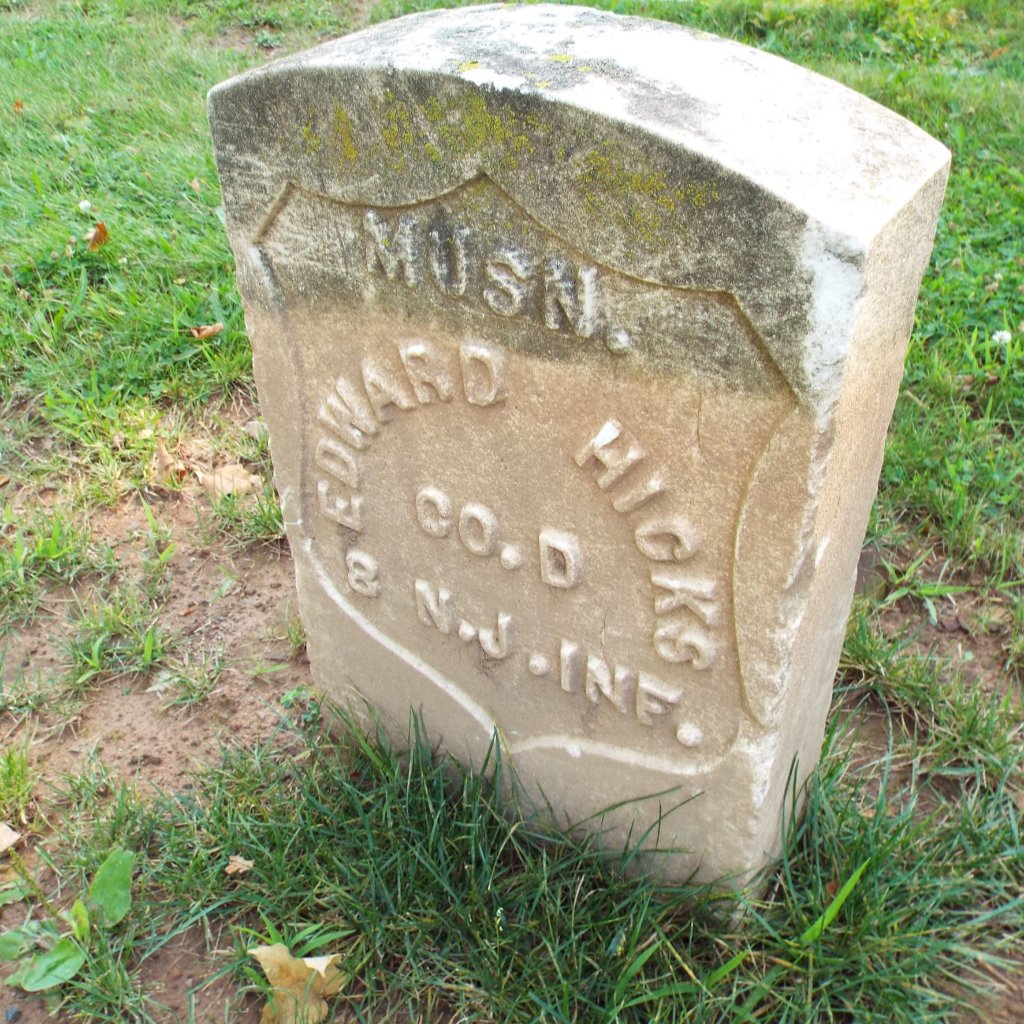 MUSN.
EDWARD HICKS
CO. D
8 N.J. INF.